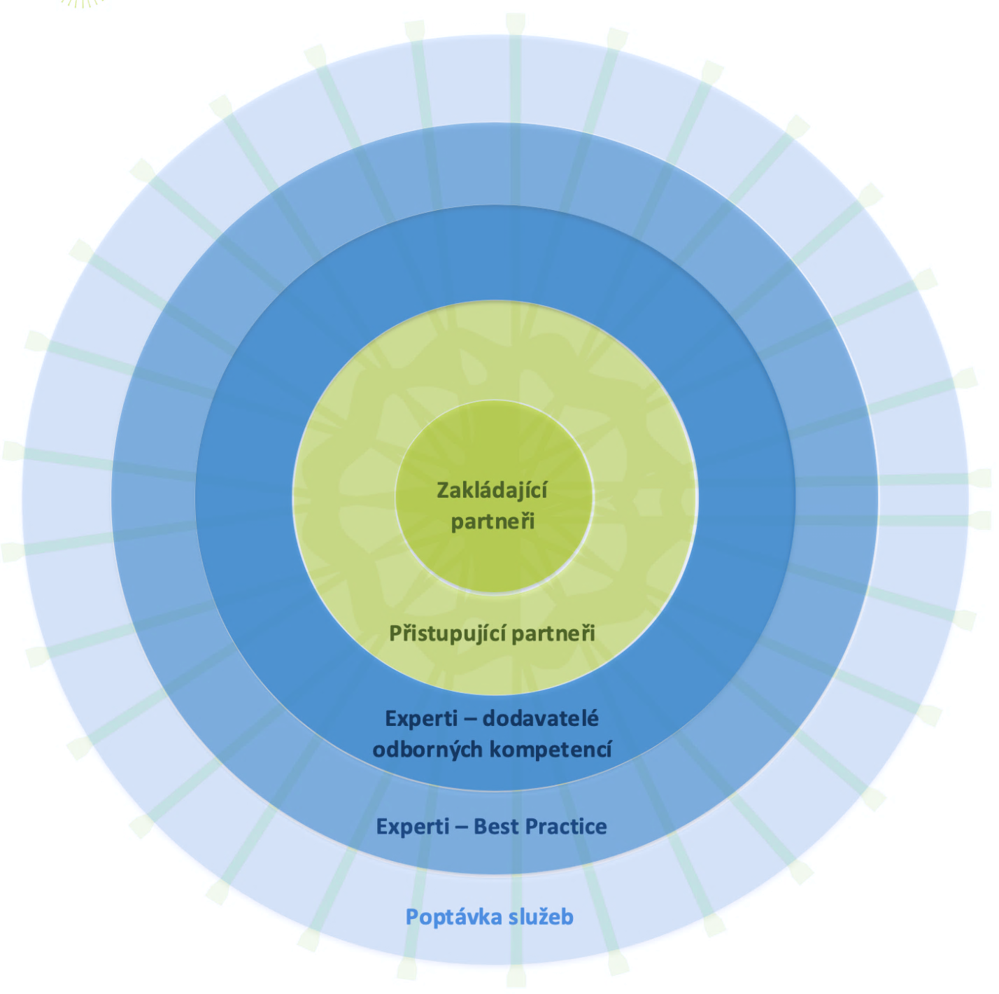 Zakládající
partneři
Přistupující partneři
Experti – dodavatelé
odborných kompetencí
Experti – Best Practice
Poptávka služeb